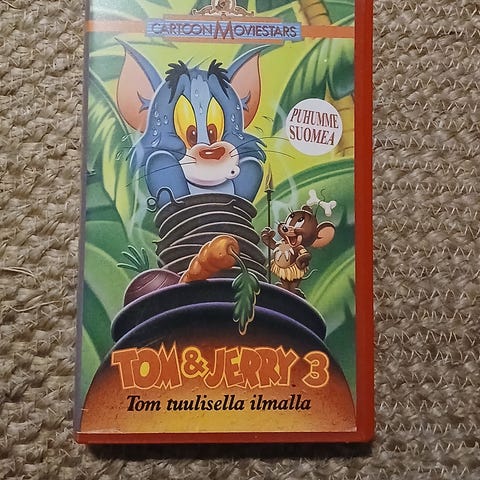 CARTOON MOVIESTARS
PUHUMME
SUOMEA
TOM & JERRY 3
Tom tuulisella ilmalla